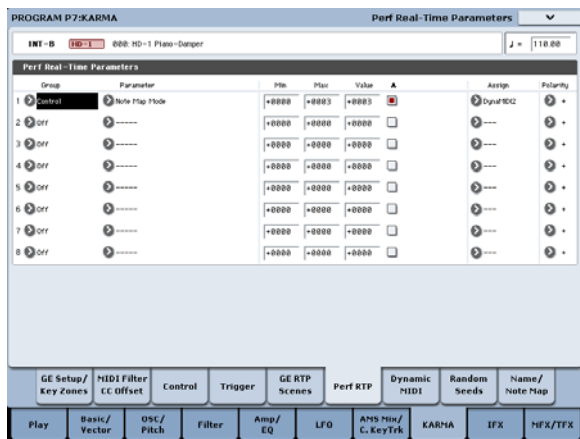 PROGRAM P7:KARMA Perf Real-Time Parameters
INT-B HD-1 000: HD-1 Piano-Damper ♩= 110.00
Perf Real-Time Parameters
Group Parameter Min Max Value A Assign Polarity
1 Control Note Map Mode +0000 +0003 +0003 DynaMIDI2 +
2 Off ----- +0000 +0000 +0000 --- +
3 Off ----- +0000 +0000 +0000 --- +
4 Off ----- +0000 +0000 +0000 --- +
5 Off ----- +0000 +0000 +0000 --- +
6 Off ----- +0000 +0000 +0000 --- +
7 Off ----- +0000 +0000 +0000 --- +
8 Off ----- +0000 +0000 +0000 --- +
GE Setup/ Key Zones
MIDI Filter CC Offset
Control
Trigger
GE RTP Scenes
Perf RTP
Dynamic MIDI
Random Seeds
Name/ Note Map
Play
Basic/ Vector
OSC/ Pitch
Filter
Amp/ EQ
LFO
AMS Mix/ C.KeyTrk
KARMA
IFX
MFX/TFX